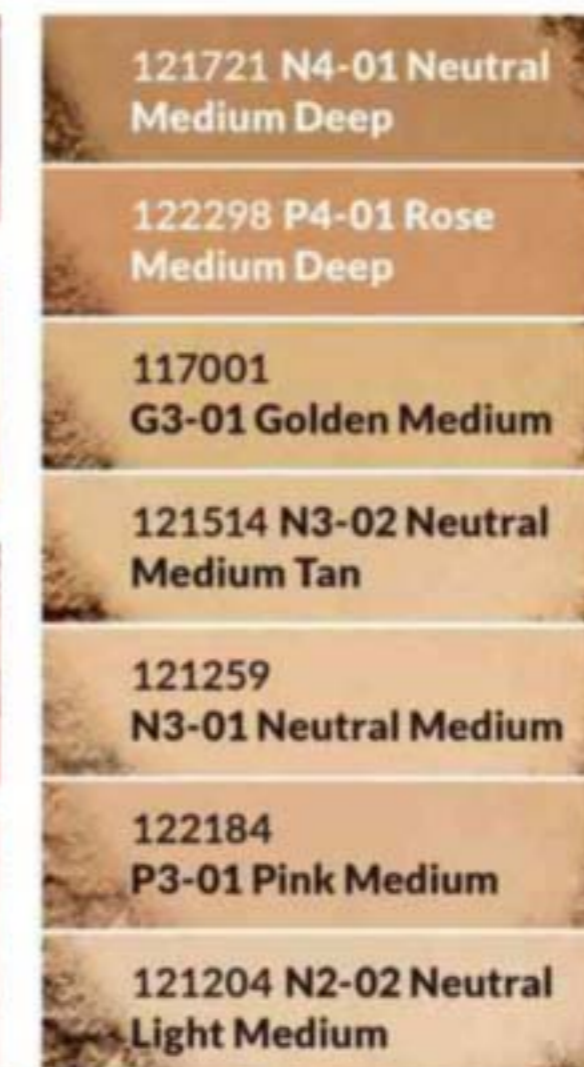 121721 N4-01 Neutral
Medium Deep
122298 P4-01 Rose
Medium Deep
117001
G3-01 Golden Medium
121514 N3-02 Neutral
Medium Tan
121259
N3-01 Neutral Medium
122184
P3-01 Pink Medium
121204 N2-02 Neutral
Light Medium